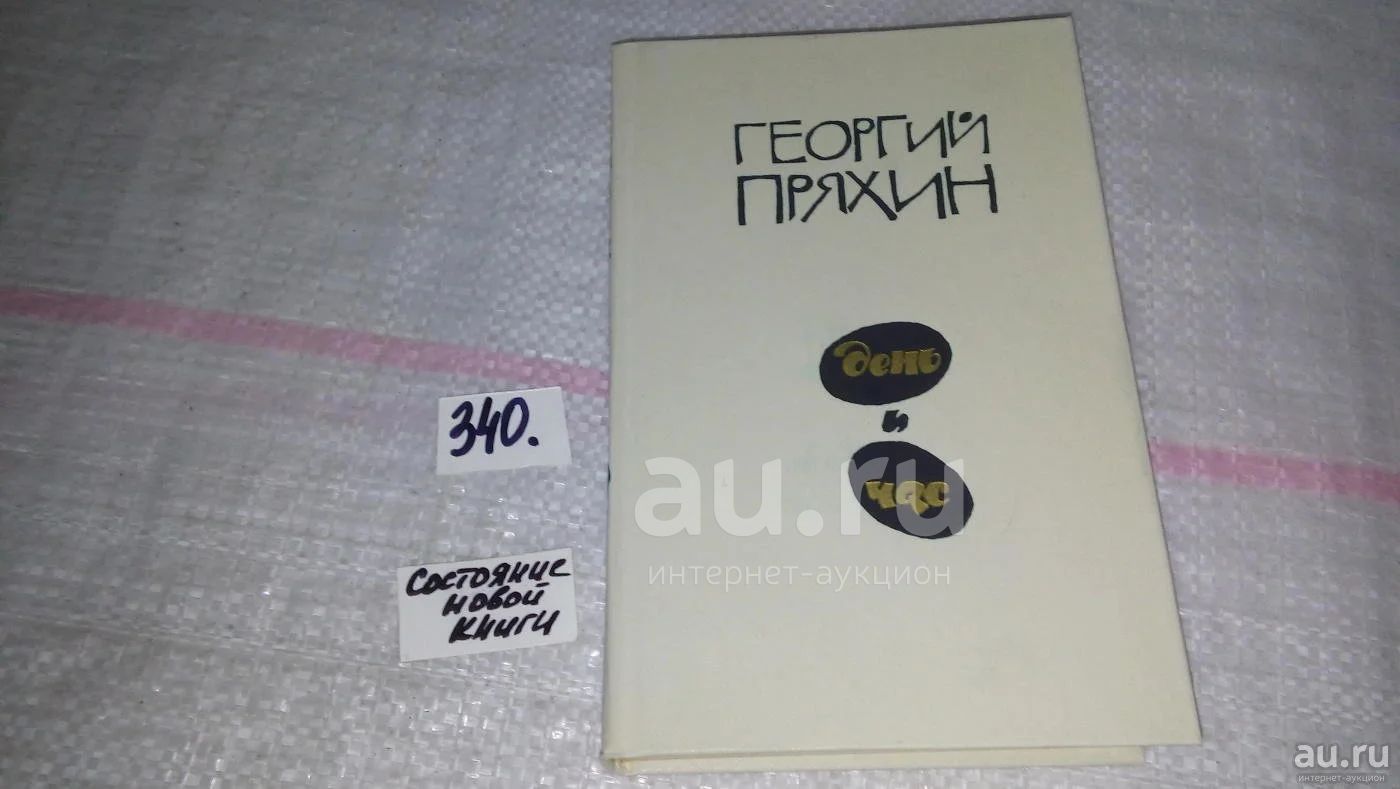 ГЕОРГИЙ
ПРЯХИН
день
и
час
340.
Состояние
новой
книги
au.ru
интернет-аукцион
au.ru
интернет-аукцион